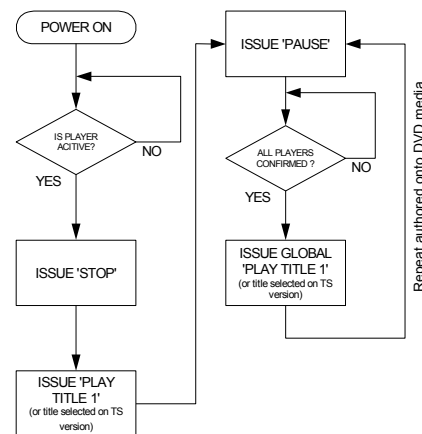 POWER ON
IS PLAYER
ACITIVE?
NO
YES
ISSUE 'STOP'
ISSUE 'PLAY
TITLE 1'
(or title selected on TS
version)
ISSUE 'PAUSE'
ALL PLAYERS
CONFIRMED ?
NO
YES
ISSUE GLOBAL
'PLAY TITLE 1'
(or title selected on TS
version)
Repeat authored onto DVD media